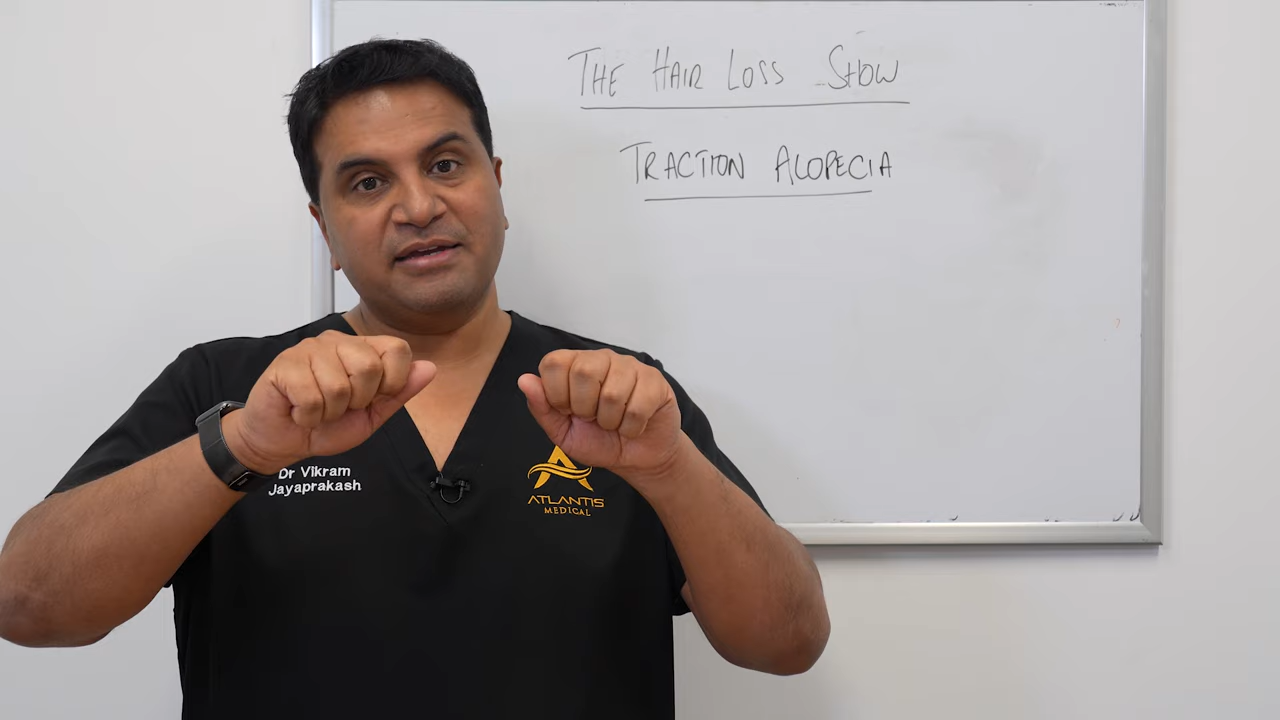 THE HAIR LOSS SHOW
TRACTION ALOPECIA
Dr Vikram
Jayaprakash
ATLANTIS
MEDICAL